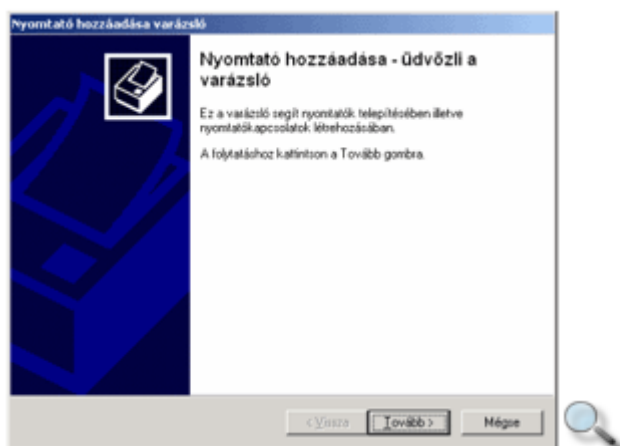 Nyomtató hozzáadása varázsló
Nyomtató hozzáadása - üdvözli a
varázsló
Ez a varázsló segít nyomtatók telepítésében illetve
nyomtatókapcsolatok létrehozásában.
A folytatáshoz kattintson a Tovább gombra.
< Vissza Tovább > Mégse